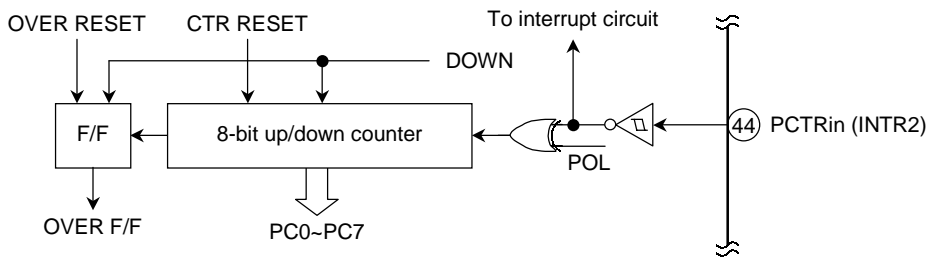 To interrupt circuit
OVER RESET
CTR RESET
DOWN
F/F
8-bit up/down counter
44
PCTRin (INTR2)
POL
OVER F/F
PC0~PC7